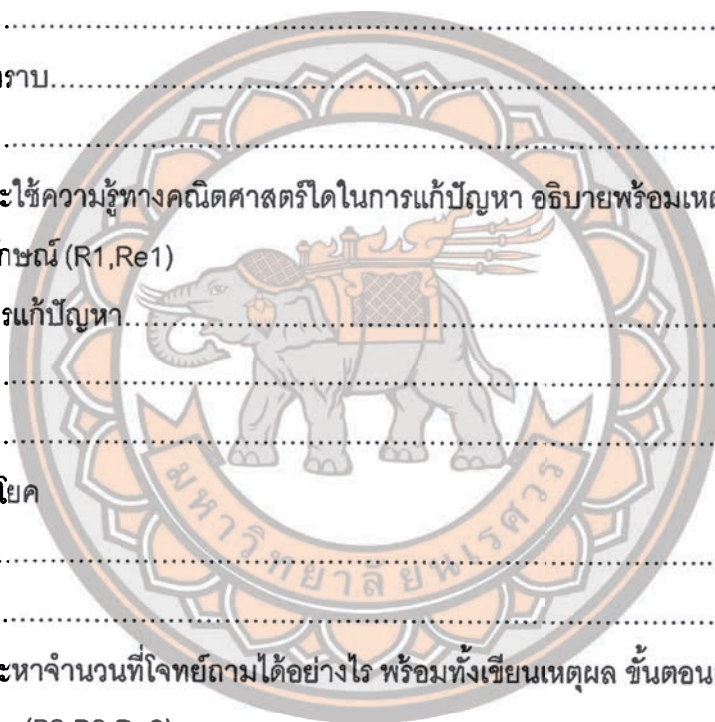 ราบ
ะใช้ความรู้ทางคณิตศาสตร์ใดในการแก้ปัญหา อธิบายพร้อมเหต
ักษณ์ (R1,Re1)
รแก้ปัญหา
โยค
มหาวิทยาลัยนเรศวร
ะหาจำนวนที่โจทย์ถามได้อย่างไร พร้อมทั้งเขียนเหตุผล ขั้นตอน